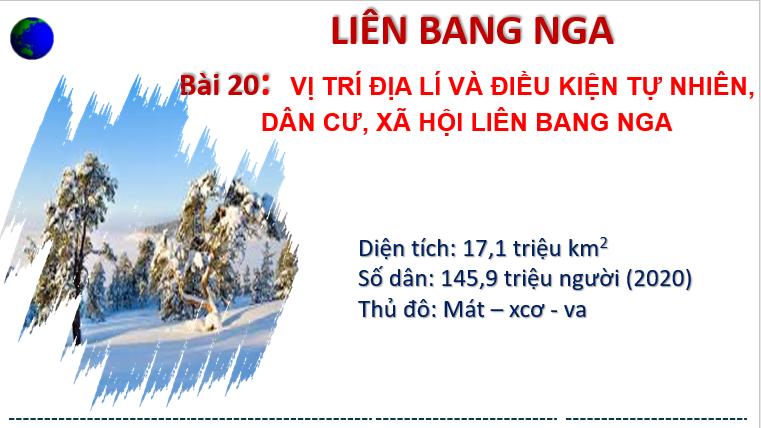 LIÊN BANG NGA
Bài 20: VỊ TRÍ ĐỊA LÍ VÀ ĐIỀU KIỆN TỰ NHIÊN,
DÂN CƯ, XÃ HỘI LIÊN BANG NGA
Diện tích: 17,1 triệu km²
Số dân: 145,9 triệu người (2020)
Thủ đô: Mát – xcơ - va